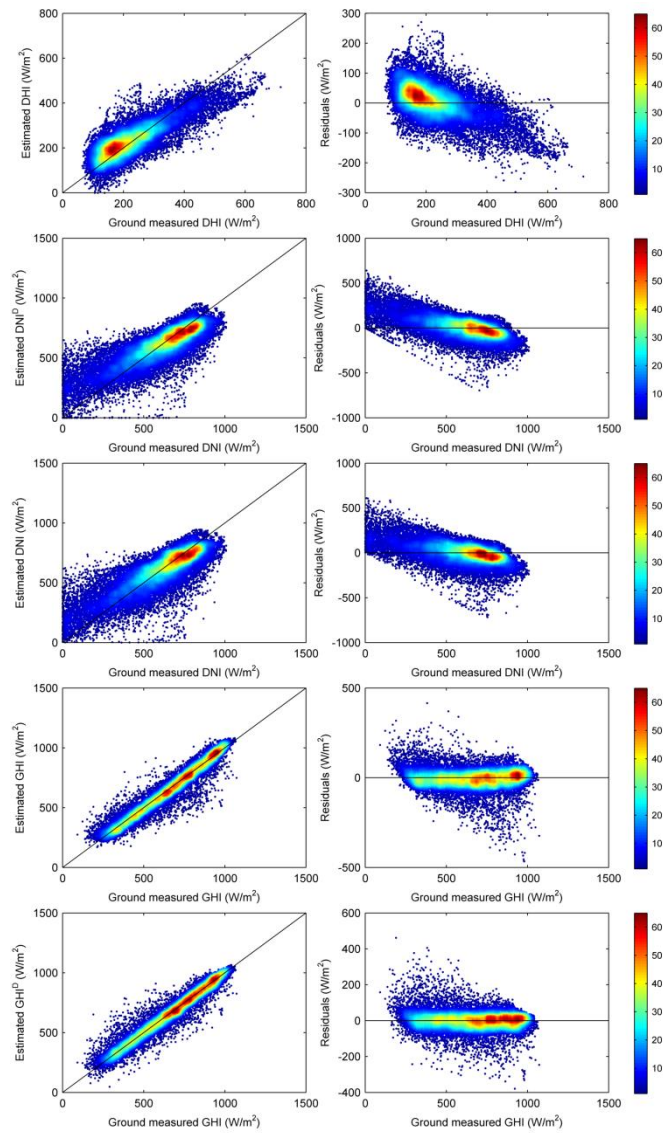 Estimated DHI (W/m²)
800
600
400
200
0
0 200 400 600 800
Ground measured DHI (W/m²)
Residuals (W/m²)
300
200
100
0
-100
-200
-300
0 200 400 600 800
Ground measured DHI (W/m²)
60
50
40
30
20
10
Estimated DNIᴰ (W/m²)
1500
1000
500
0
0 500 1000 1500
Ground measured DNI (W/m²)
Residuals (W/m²)
1000
500
0
-500
-1000
0 500 1000 1500
Ground measured DNI (W/m²)
60
50
40
30
20
10
Estimated DNI (W/m²)
1500
1000
500
0
0 500 1000 1500
Ground measured DNI (W/m²)
Residuals (W/m²)
1000
500
0
-500
-1000
0 500 1000 1500
Ground measured DNI (W/m²)
60
50
40
30
20
10
Estimated GHI (W/m²)
1500
1000
500
0
0 500 1000 1500
Ground measured GHI (W/m²)
Residuals (W/m²)
500
0
-500
0 500 1000 1500
Ground measured GHI (W/m²)
60
50
40
30
20
10
Estimated GHIᴰ (W/m²)
1500
1000
500
0
0 500 1000 1500
Ground measured GHI (W/m²)
Residuals (W/m²)
600
400
200
0
-200
-400
0 500 1000 1500
Ground measured GHI (W/m²)
60
50
40
30
20
10